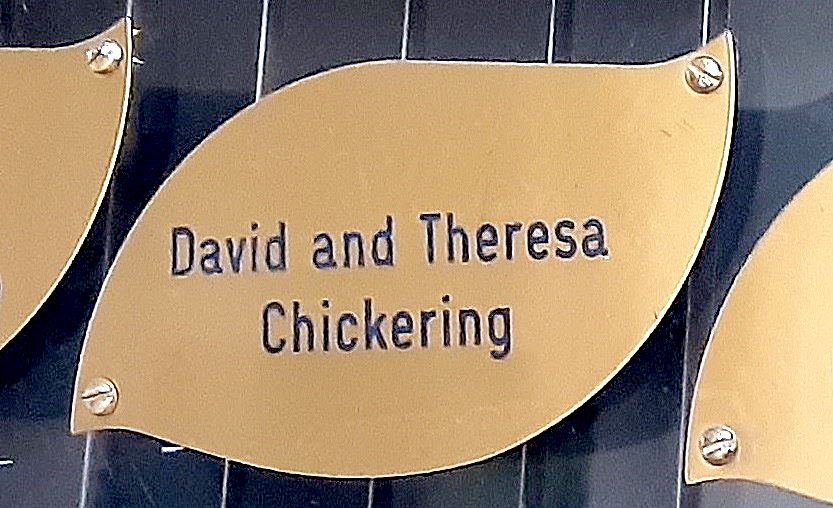 David and Theresa
Chickering